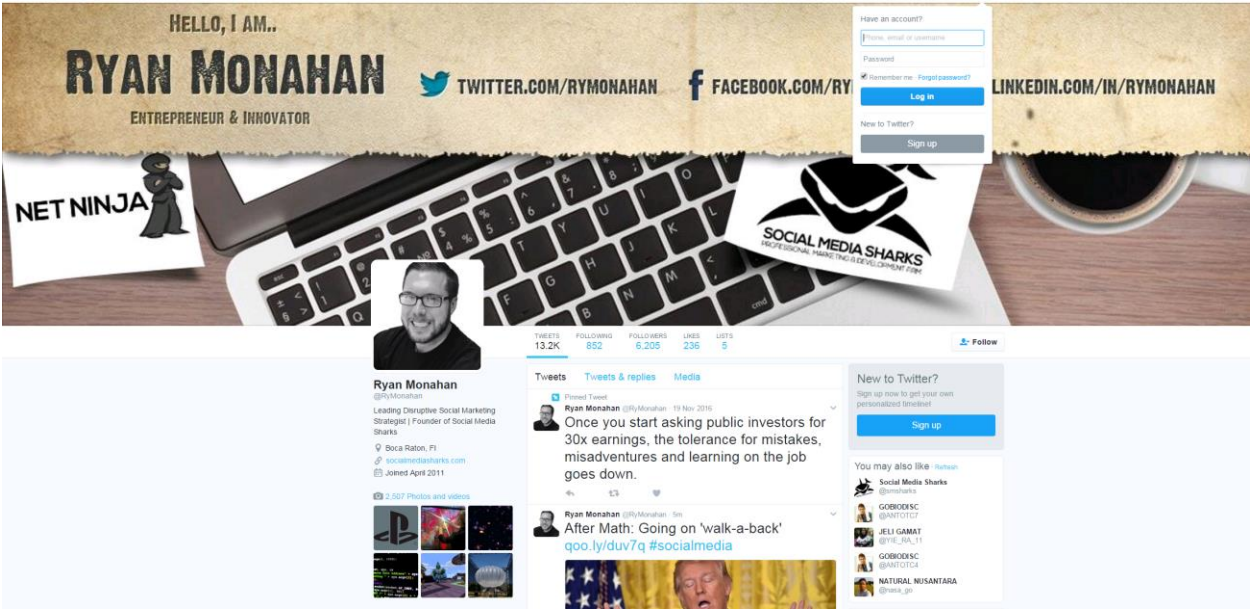 HELLO, I AM..
RYAN MONAHAN
ENTREPRENEUR & INNOVATOR
TWITTER.COM/RYMONAHAN
FACEBOOK.COM/RY
LINKEDIN.COM/IN/RYMONAHAN
Have an account?
Phone, email or username
Password
Remember me · Forgot password?
Log in
New to Twitter?
Sign up
NET NINJA
SOCIAL MEDIA SHARKS
PROFESSIONAL MARKETING & DEVELOPMENT FIRM
esc
cmd
TWEETS FOLLOWING FOLLOWERS LIKES LISTS
13.2K 852 6,205 236 5
Follow
Ryan Monahan
@RyMonahan
Leading Disruptive Social Marketing
Strategist | Founder of Social Media
Sharks
Boca Raton, Fl
socialmediasharks.com
Joined April 2011
2,507 Photos and videos
Tweets Tweets & replies Media
Pinned Tweet
Ryan Monahan @RyMonahan · 19 Nov 2016
Once you start asking public investors for
30x earnings, the tolerance for mistakes,
misadventures and learning on the job
goes down.
Ryan Monahan @RyMonahan · 5m
After Math: Going on 'walk-a-back'
qoo.ly/duv7q #socialmedia
New to Twitter?
Sign up now to get your own
personalized timeline!
Sign up
You may also like · Refresh
Social Media Sharks
@smsharks
GOBIODISC
@ANTOTC7
JELI GAMAT
@YIE_RA_11
GOBIODISC
@ANTOTC4
NATURAL NUSANTARA
@nasa_go